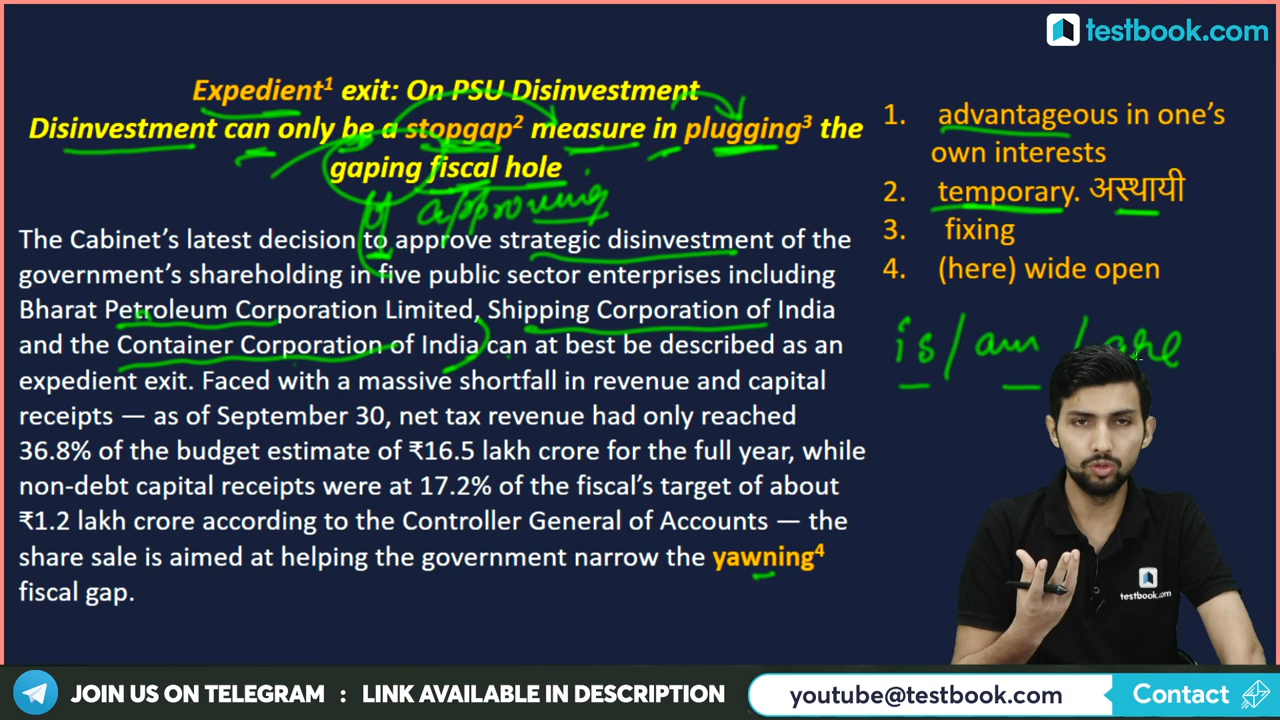 testbook.com
Expedient1 exit: On PSU Disinvestment
Disinvestment can only be a stopgap2 measure in plugging3 the
gaping fiscal hole
of approving
The Cabinet's latest decision to approve strategic disinvestment of the
government's shareholding in five public sector enterprises including
Bharat Petroleum Corporation Limited, Shipping Corporation of India
and the Container Corporation of India can at best be described as an
expedient exit. Faced with a massive shortfall in revenue and capital
receipts — as of September 30, net tax revenue had only reached
36.8% of the budget estimate of ₹16.5 lakh crore for the full year, while
non-debt capital receipts were at 17.2% of the fiscal's target of about
₹1.2 lakh crore according to the Controller General of Accounts — the
share sale is aimed at helping the government narrow the yawning4
fiscal gap.
1. advantageous in one's
own interests
2. temporary. अस्थायी
3. fixing
4. (here) wide open
is / am / are
testbook.com
JOIN US ON TELEGRAM : LINK AVAILABLE IN DESCRIPTION
youtube@testbook.com
Contact